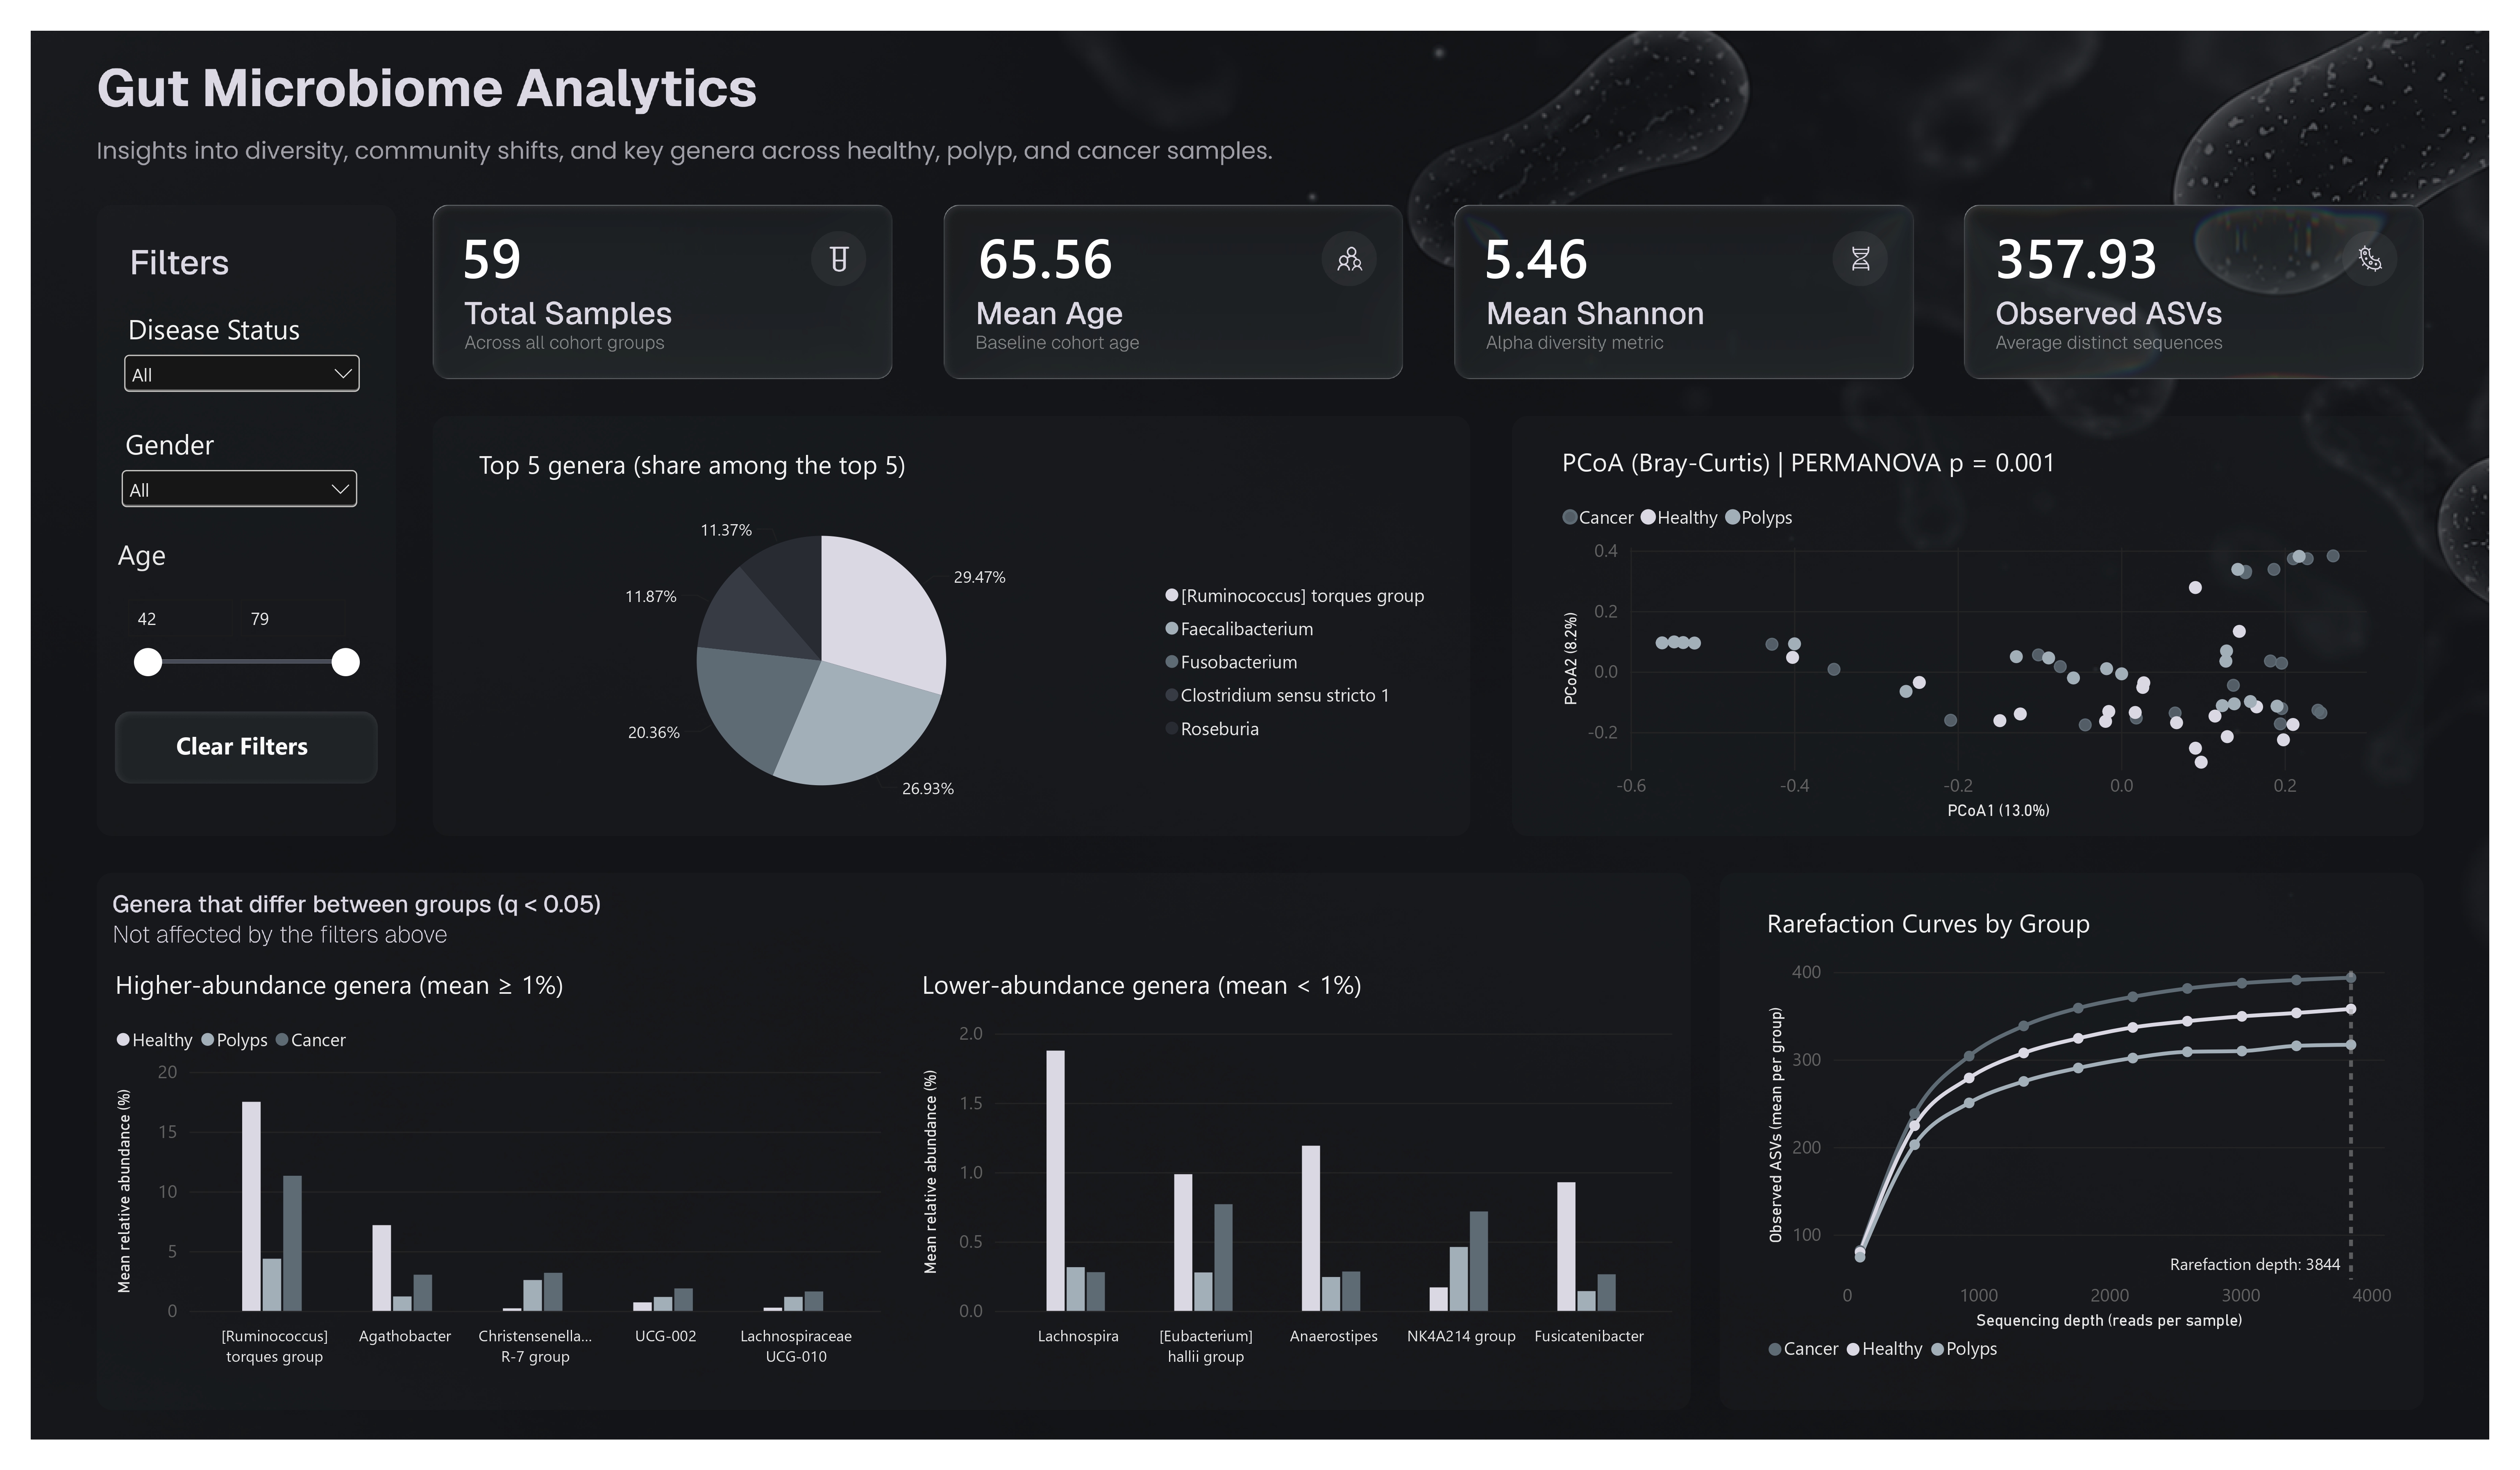 Gut Microbiome Analytics
Insights into diversity, community shifts, and key genera across healthy, polyp, and cancer samples.
Filters
Disease Status
All
Gender
All
Age
42 79
Clear Filters
59
Total Samples
Across all cohort groups
65.56
Mean Age
Baseline cohort age
5.46
Mean Shannon
Alpha diversity metric
357.93
Observed ASVs
Average distinct sequences
Top 5 genera (share among the top 5)
11.37%
29.47%
11.87%
20.36%
26.93%
[Ruminococcus] torques group
Faecalibacterium
Fusobacterium
Clostridium sensu stricto 1
Roseburia
PCoA (Bray-Curtis) | PERMANOVA p = 0.001
Cancer Healthy Polyps
PCoA2 (8.2%)
0.4
0.2
0.0
-0.2
-0.6 -0.4 -0.2 0.0 0.2
PCoA1 (13.0%)
Genera that differ between groups (q < 0.05)
Not affected by the filters above
Higher-abundance genera (mean ≥ 1%)
Healthy Polyps Cancer
Mean relative abundance (%)
20
15
10
5
0
[Ruminococcus] torques group
Agathobacter
Christensenella... R-7 group
UCG-002
Lachnospiraceae UCG-010
Lower-abundance genera (mean < 1%)
Mean relative abundance (%)
2.0
1.5
1.0
0.5
0.0
Lachnospira
[Eubacterium] hallii group
Anaerostipes
NK4A214 group
Fusicatenibacter
Rarefaction Curves by Group
Observed ASVs (mean per group)
400
300
200
100
Rarefaction depth: 3844
0 1000 2000 3000 4000
Sequencing depth (reads per sample)
Cancer Healthy Polyps